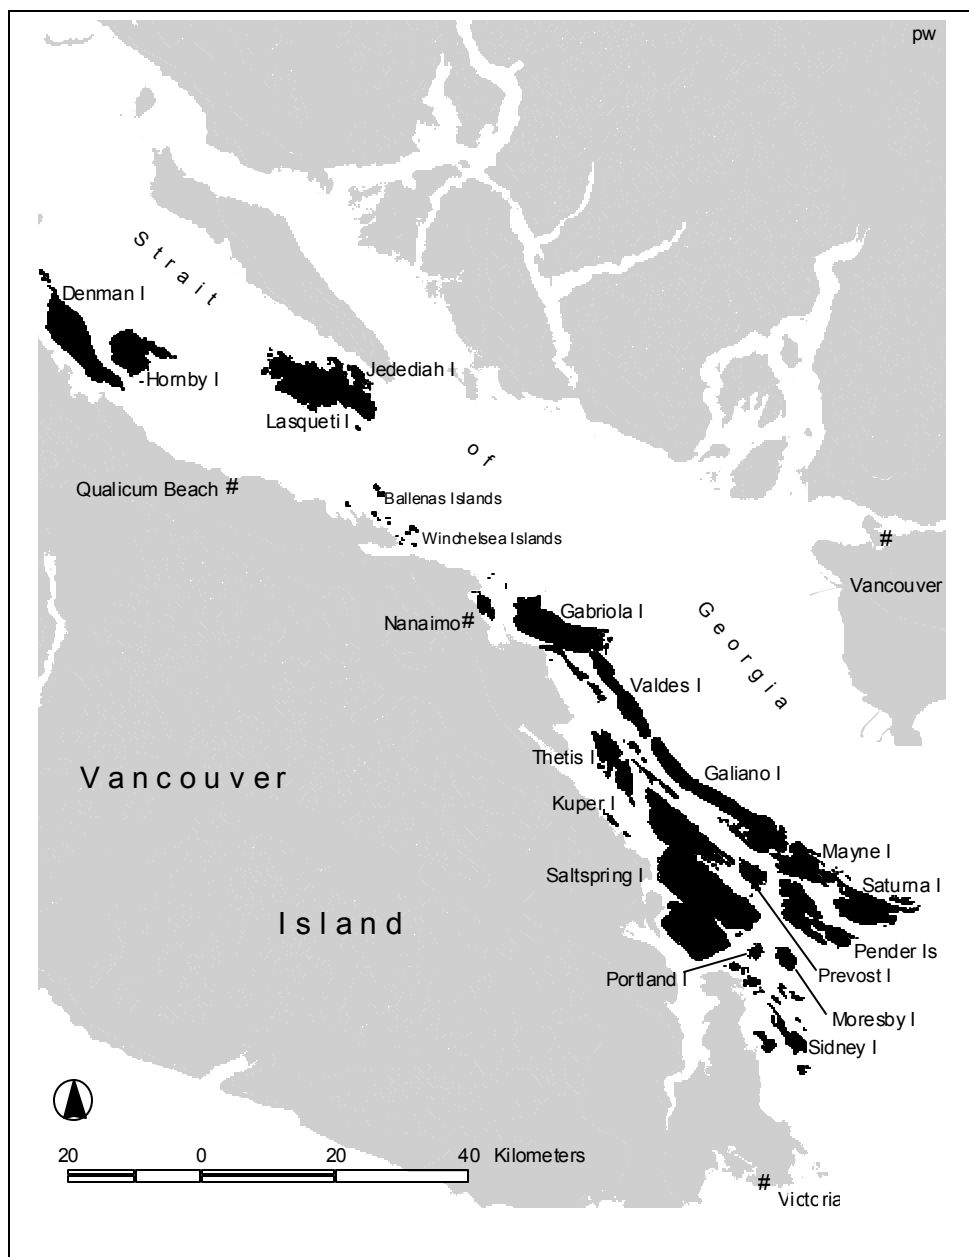 pw
Strait
Denman I
Hornby I
Jedediah I
Lasqueti I
of
Qualicum Beach #
Ballenas Islands
Winchelsea Islands
#
Vancouver
Nanaimo #
Gabriola I
Georgia
Valdes I
Thetis I
Galiano I
Vancouver
Kuper I
Mayne I
Saltspring I
Saturna I
Island
Pender Is
Portland I
Prevost I
Moresby I
Sidney I
20 0 20 40 Kilometers
#
Victoria